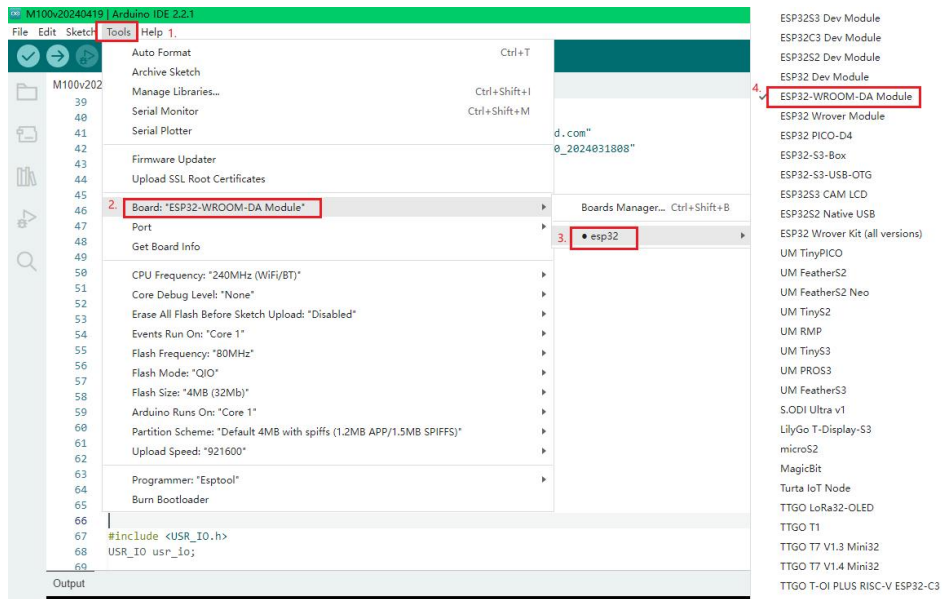 M100v20240419 | Arduino IDE 2.2.1
File Edit Sketch Tools Help 1.
M100v202
Auto Format Ctrl+T
Archive Sketch
Manage Libraries... Ctrl+Shift+I
Serial Monitor Ctrl+Shift+M
Serial Plotter
Firmware Updater
Upload SSL Root Certificates
2. Board: "ESP32-WROOM-DA Module"
Port
Get Board Info
CPU Frequency: "240MHz (WiFi/BT)"
Core Debug Level: "None"
Erase All Flash Before Sketch Upload: "Disabled"
Events Run On: "Core 1"
Flash Frequency: "80MHz"
Flash Mode: "QIO"
Flash Size: "4MB (32Mb)"
Arduino Runs On: "Core 1"
Partition Scheme: "Default 4MB with spiffs (1.2MB APP/1.5MB SPIFFS)"
Upload Speed: "921600"
Programmer: "Esptool"
Burn Bootloader
39
40
41
42
43
44
45
46
47
48
49
50
51
52
53
54
55
56
57
58
59
60
61
62
63
64
65
66
67 #include <USR_IO.h>
68 USR_IO usr_io;
69
d.com"
0_2024031808"
Output
Boards Manager... Ctrl+Shift+B
3. • esp32
ESP32S3 Dev Module
ESP32C3 Dev Module
ESP32S2 Dev Module
ESP32 Dev Module
4. ✓ ESP32-WROOM-DA Module
ESP32 Wrover Module
ESP32 PICO-D4
ESP32-S3-Box
ESP32-S3-USB-OTG
ESP32S3 CAM LCD
ESP32S2 Native USB
ESP32 Wrover Kit (all versions)
UM TinyPICO
UM FeatherS2
UM FeatherS2 Neo
UM TinyS2
UM RMP
UM TinyS3
UM PROS3
UM FeatherS3
S.ODI Ultra v1
LilyGo T-Display-S3
microS2
MagicBit
Turta IoT Node
TTGO LoRa32-OLED
TTGO T1
TTGO T7 V1.3 Mini32
TTGO T7 V1.4 Mini32
TTGO T-OI PLUS RISC-V ESP32-C3